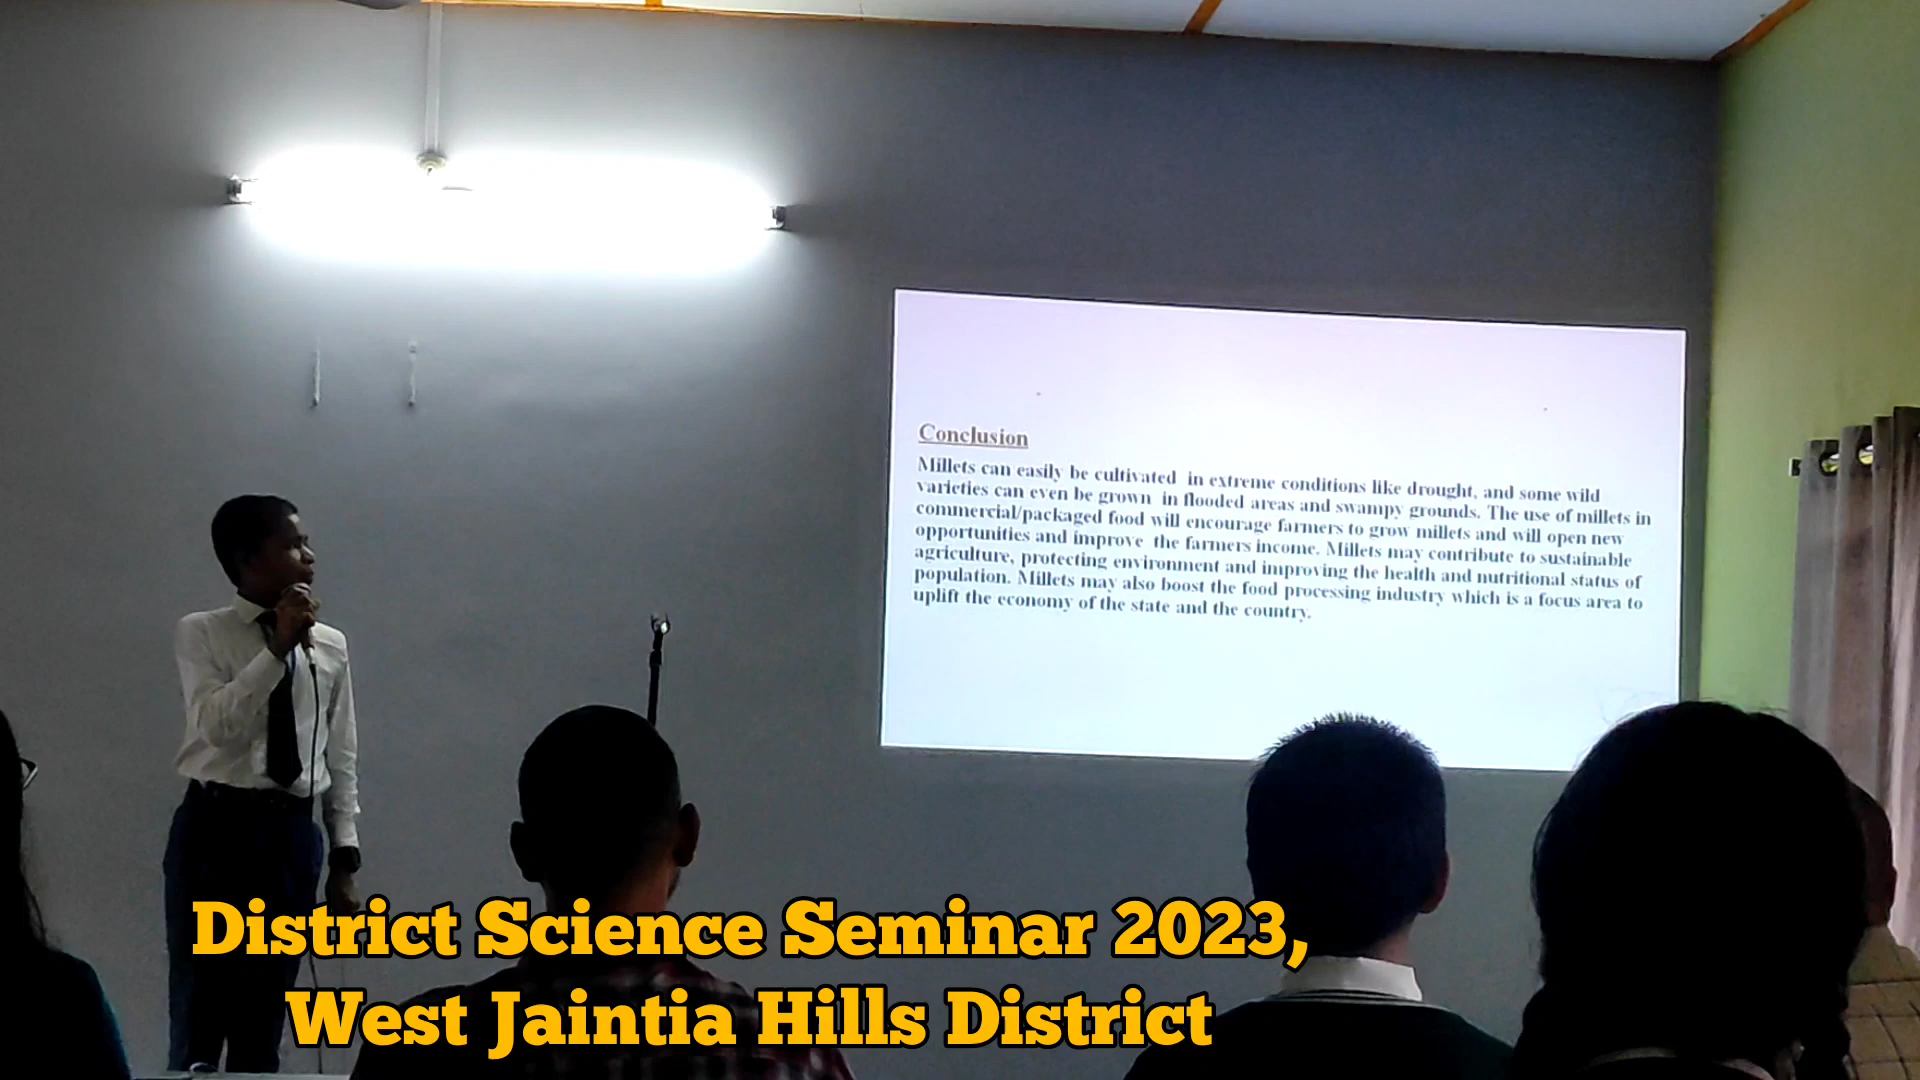 Conclusion
Millets can easily be cultivated in extreme conditions like drought, and some wild
varieties can even be grown in flooded areas and swampy grounds. The use of millets in
commercial/packaged food will encourage farmers to grow millets and will open new
opportunities and improve the farmers income. Millets may contribute to sustainable
agriculture, protecting environment and improving the health and nutritional status of
population. Millets may also boost the food processing industry which is a focus area to
uplift the economy of the state and the country.
District Science Seminar 2023,
West Jaintia Hills District